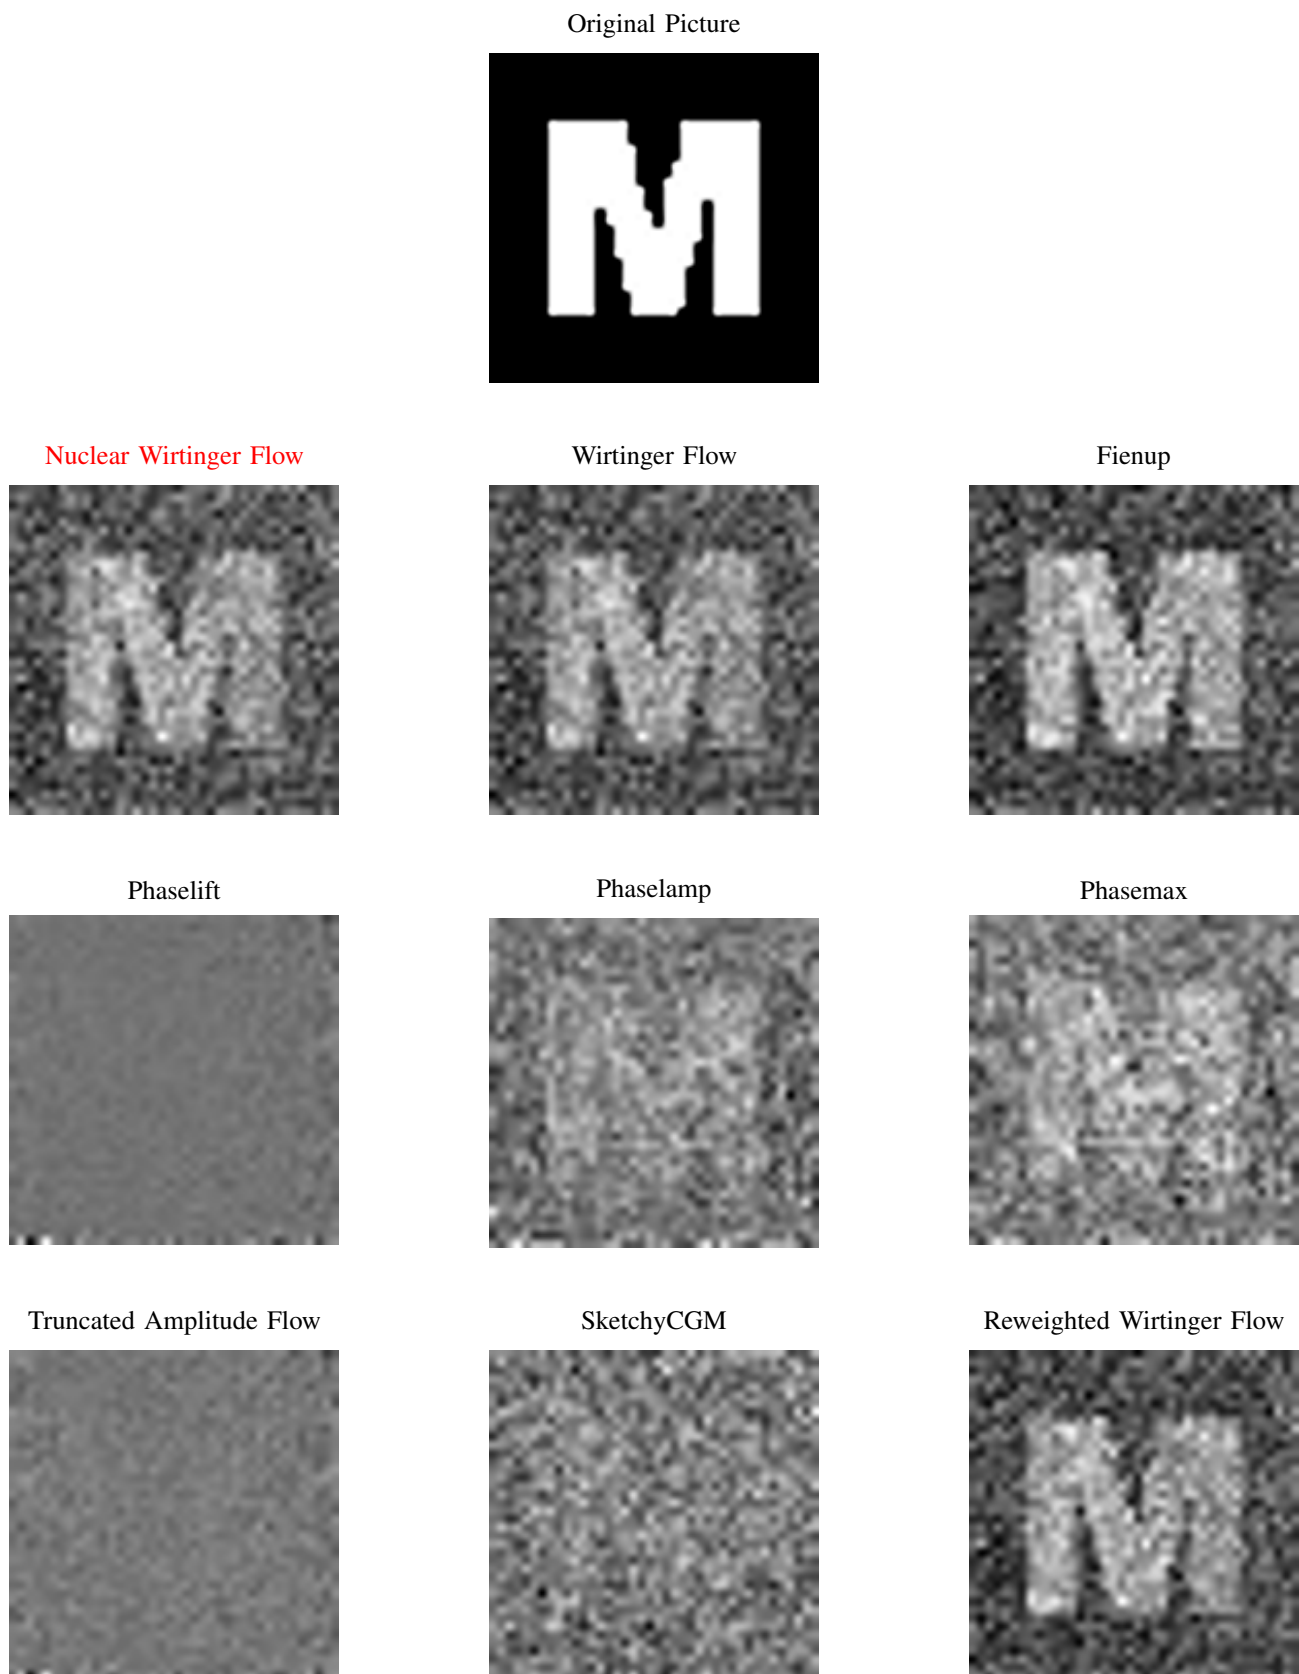 Original Picture
M
Nuclear Wirtinger Flow
Wirtinger Flow
Fienup
M
M
M
Phaselift
Phaselamp
Phasemax
Truncated Amplitude Flow
SketchyCGM
Reweighted Wirtinger Flow
M